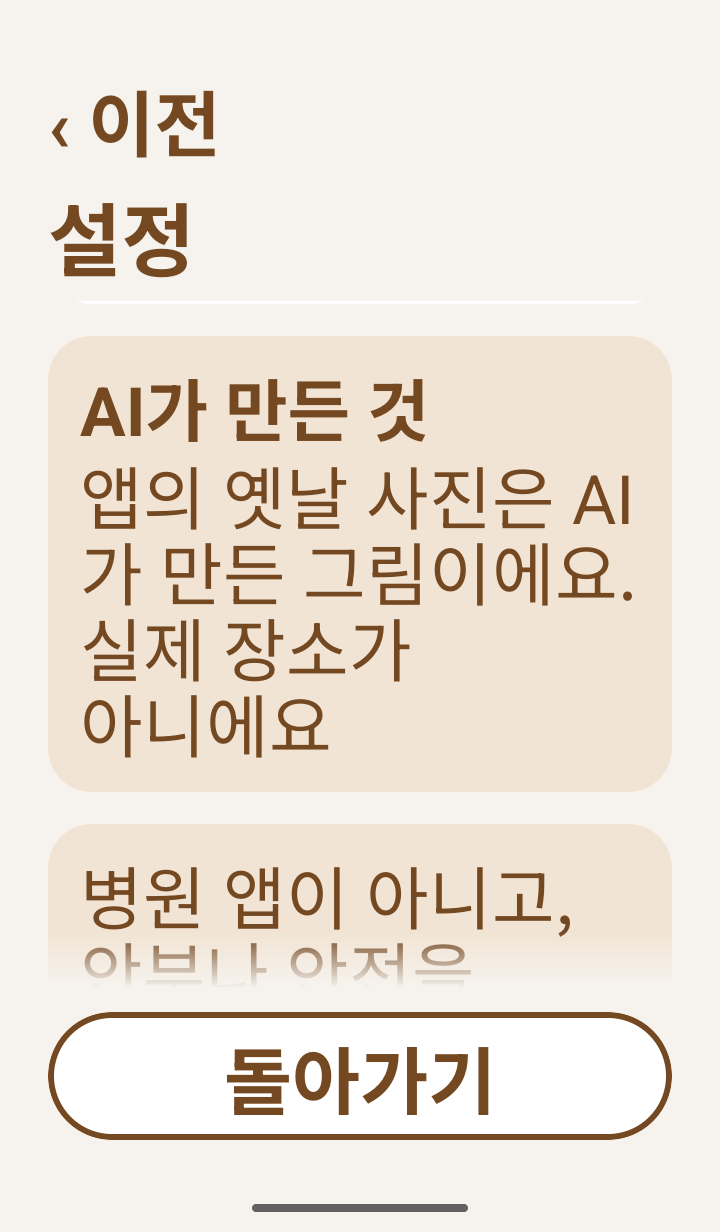 ‹ 이전
설정
AI가 만든 것
앱의 옛날 사진은 AI
가 만든 그림이에요.
실제 장소가
아니에요
병원 앱이 아니고,
돌아가기